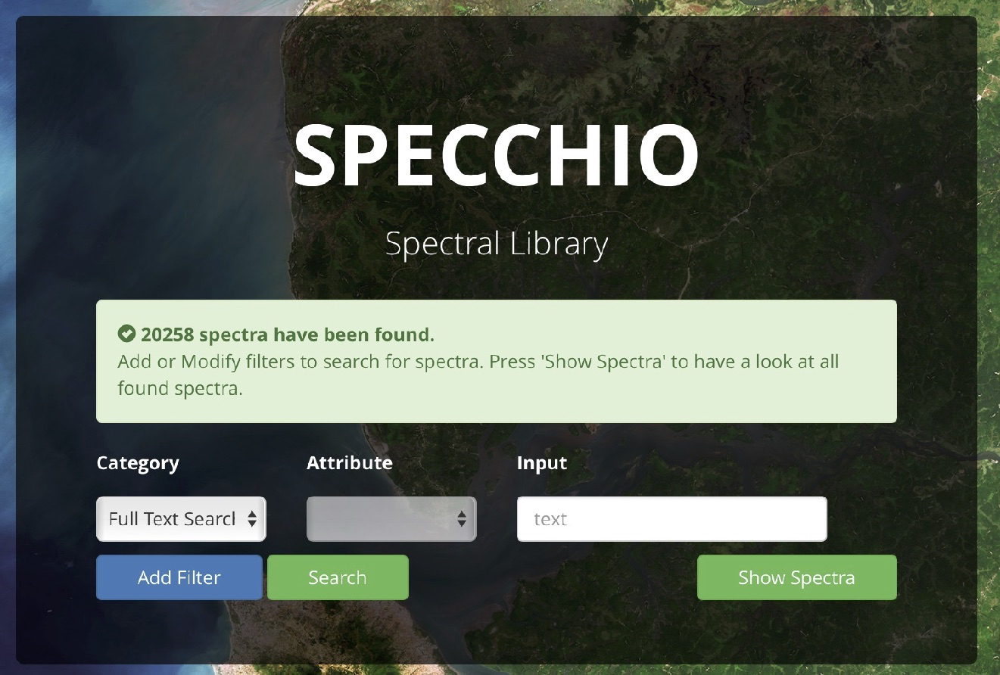 SPECCHIO
Spectral Library
20258 spectra have been found.
Add or Modify filters to search for spectra. Press 'Show Spectra' to have a look at all
found spectra.
Category Attribute Input
Full Text Search text
Add Filter Search Show Spectra